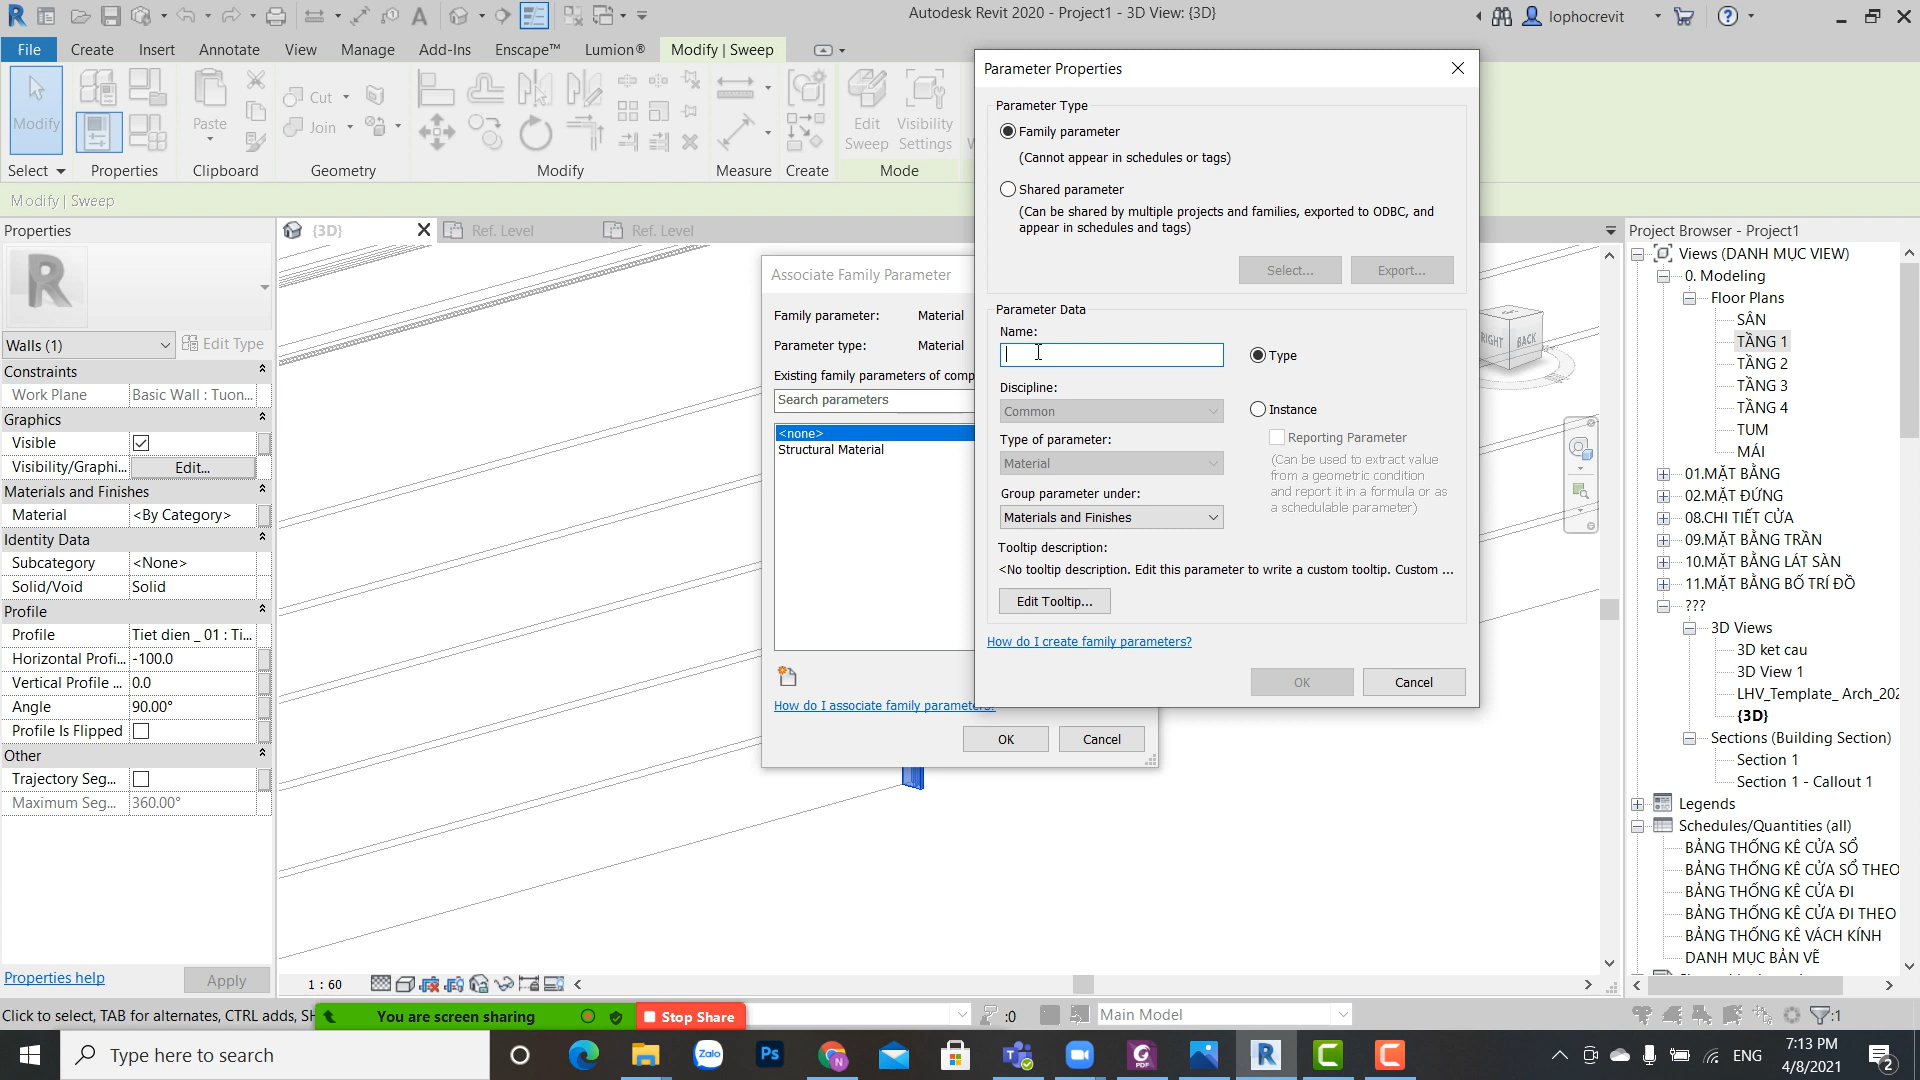 Autodesk Revit 2020 - Project1 - 3D View: {3D}
lophocrevit
File Create Insert Annotate View Manage Add-Ins Enscape™ Lumion® Modify | Sweep
Modify
Paste
Cut
Join
Edit Sweep
Visibility Settings
Select Properties Clipboard Geometry Modify Measure Create Mode
Modify | Sweep
Properties
{3D}
Ref. Level
Ref. Level
Walls (1)
Edit Type
Constraints
Work Plane Basic Wall : Tuon...
Graphics
Visible
Visibility/Graphi... Edit...
Materials and Finishes
Material <By Category>
Identity Data
Subcategory <None>
Solid/Void Solid
Profile
Profile Tiet dien _ 01 : Ti...
Horizontal Profi... -100.0
Vertical Profile ... 0.0
Angle 90.00°
Profile Is Flipped
Other
Trajectory Seg...
Maximum Seg... 360.00°
Properties help
Apply
Associate Family Parameter
Family parameter: Material
Parameter type: Material
Existing family parameters of comp
Search parameters
<none>
Structural Material
How do I associate family parameters?
OK
Cancel
Parameter Properties
Parameter Type
Family parameter
(Cannot appear in schedules or tags)
Shared parameter
(Can be shared by multiple projects and families, exported to ODBC, and
appear in schedules and tags)
Select...
Export...
Parameter Data
Name:
Type
Discipline:
Common
Instance
Reporting Parameter
(Can be used to extract value
from a geometric condition
and report it in a formula or as
a schedulable parameter)
Type of parameter:
Material
Group parameter under:
Materials and Finishes
Tooltip description:
<No tooltip description. Edit this parameter to write a custom tooltip. Custom ...
Edit Tooltip...
How do I create family parameters?
OK
Cancel
RIGHT
BACK
Project Browser - Project1
Views (DANH MỤC VIEW)
0. Modeling
Floor Plans
SÂN
TẦNG 1
TẦNG 2
TẦNG 3
TẦNG 4
TUM
MÁI
01.MẶT BẰNG
02.MẶT ĐỨNG
08.CHI TIẾT CỬA
09.MẶT BẰNG TRẦN
10.MẶT BẰNG LÁT SÀN
11.MẶT BẰNG BỐ TRÍ ĐỒ
???
3D Views
3D ket cau
3D View 1
LHV_Template_ Arch_202
{3D}
Sections (Building Section)
Section 1
Section 1 - Callout 1
Legends
Schedules/Quantities (all)
BẢNG THỐNG KÊ CỬA SỔ
BẢNG THỐNG KÊ CỬA SỔ THEO
BẢNG THỐNG KÊ CỬA ĐI
BẢNG THỐNG KÊ CỬA ĐI THEO
BẢNG THỐNG KÊ VÁCH KÍNH
DANH MỤC BẢN VẼ
1 : 60
Click to select, TAB for alternates, CTRL adds, SH
You are screen sharing
Stop Share
:0
Main Model
:1
Type here to search
Zalo
Ps
N
PDF
R
C
C
ENG
7:13 PM
4/8/2021
2